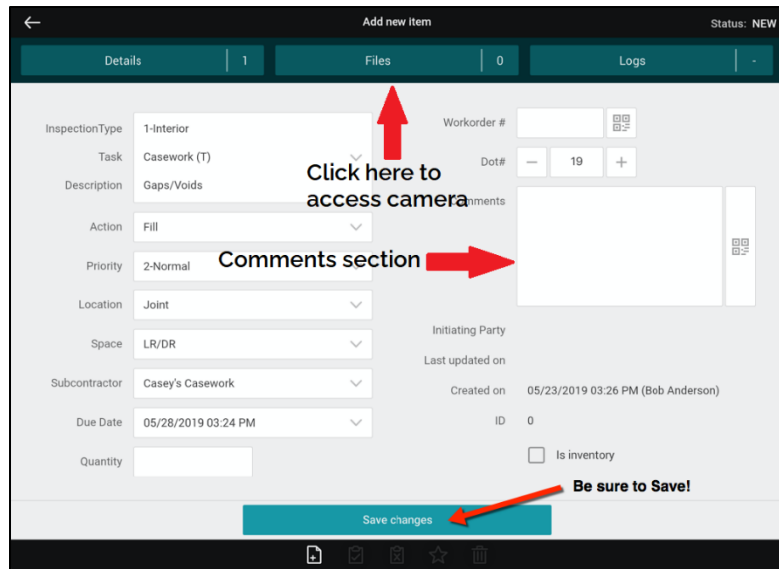 Add new item
Status: NEW
Details 1
Files 0
Logs -
InspectionType 1-Interior
Task Casework (T)
Description Gaps/Voids
Action Fill
Priority 2-Normal
Location Joint
Space LR/DR
Subcontractor Casey's Casework
Due Date 05/28/2019 03:24 PM
Quantity
Click here to
access camera
Comments section
Workorder #
Dot# — 19 +
Comments
Initiating Party
Last updated on
Created on 05/23/2019 03:26 PM (Bob Anderson)
ID 0
Is inventory
Be sure to Save!
Save changes